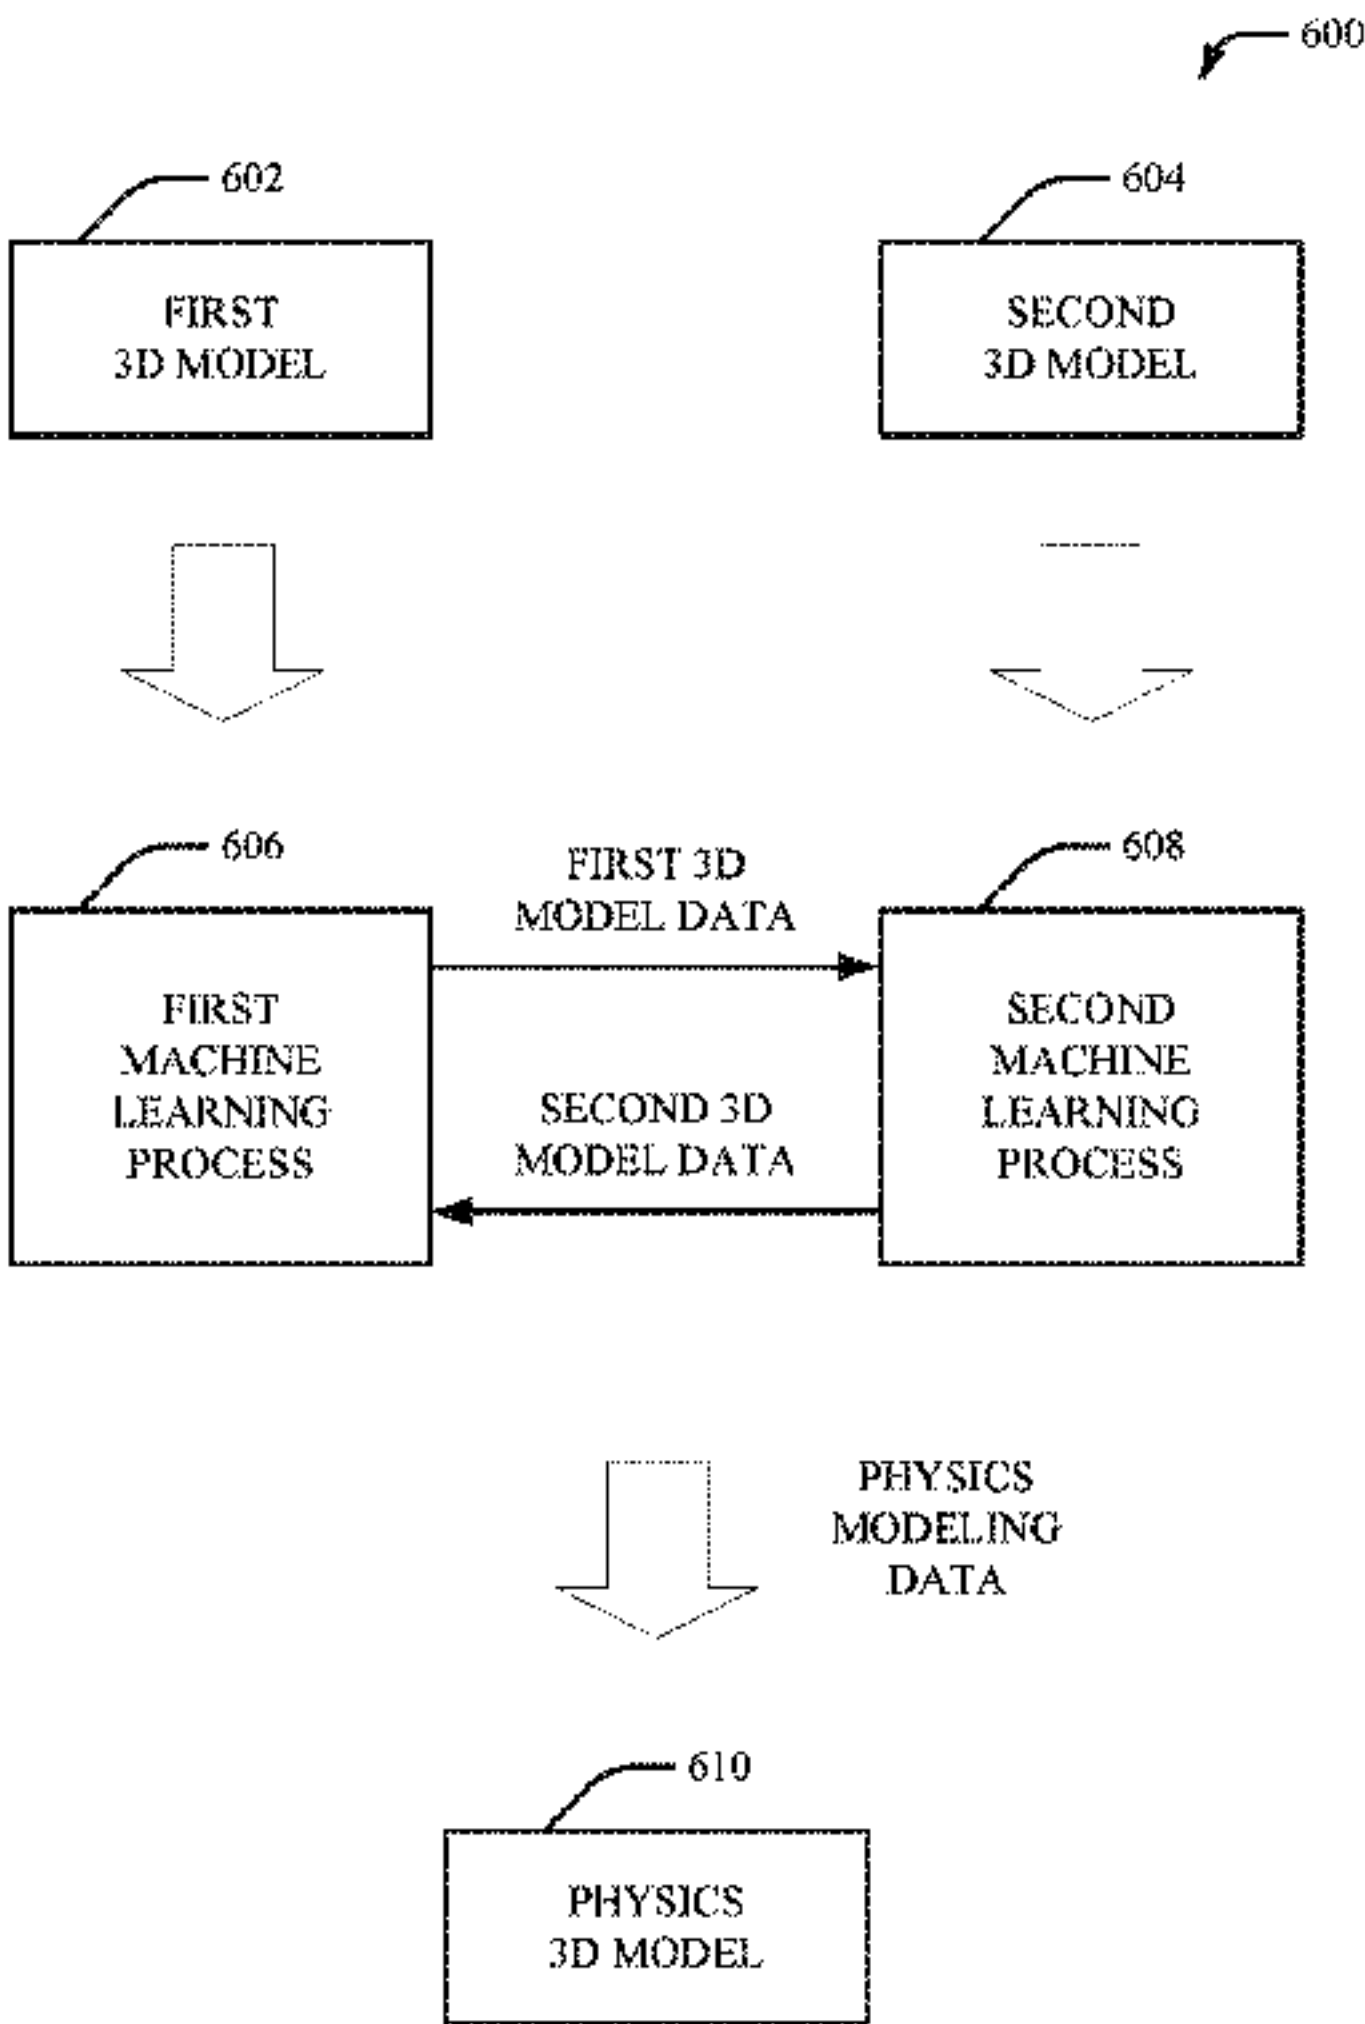 600
602
604
FIRST
3D MODEL
SECOND
3D MODEL
606
608
FIRST 3D
MODEL DATA
FIRST
MACHINE
LEARNING
PROCESS
SECOND 3D
MODEL DATA
SECOND
MACHINE
LEARNING
PROCESS
PHYSICS
MODELING
DATA
610
PHYSICS
3D MODEL